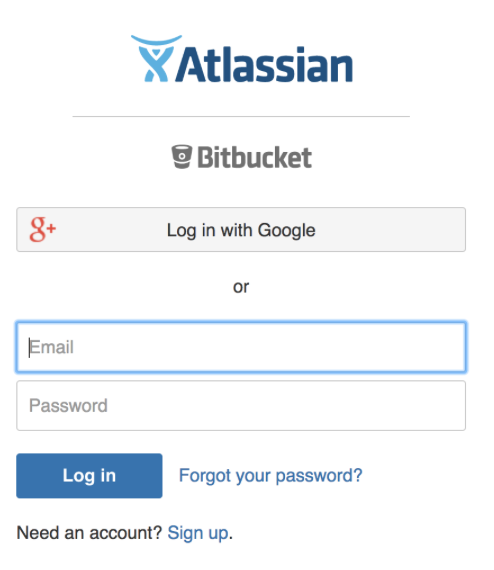 Atlassian
Bitbucket
g+ Log in with Google
or
Email
Password
Log in Forgot your password?
Need an account? Sign up.